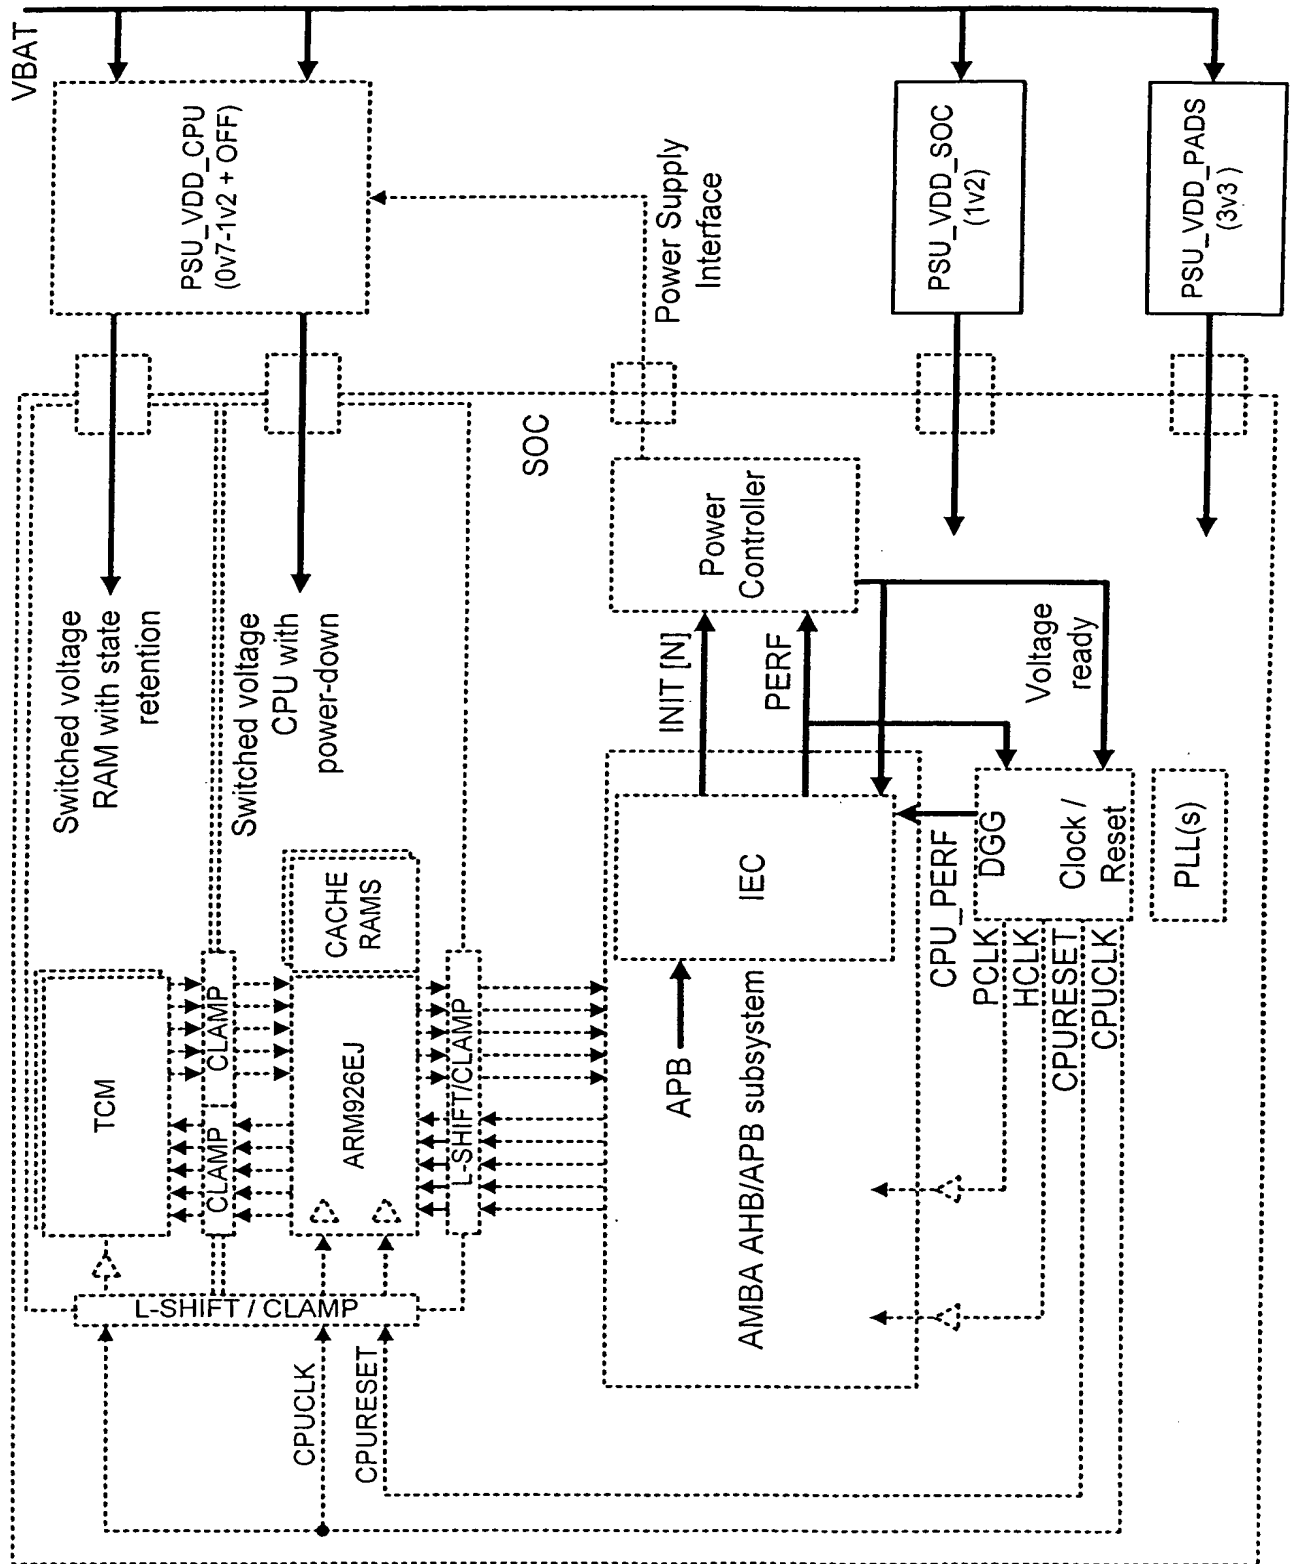 VBAT
PSU_VDD_CPU
(0v7-1v2 + OFF)
PSU_VDD_SOC
(1v2)
PSU_VDD_PADS
(3v3)
Power Supply
Interface
SOC
Switched voltage
RAM with state
retention
Switched voltage
CPU with
power-down
Power
Controller
INIT [N]
PERF
Voltage
ready
TCM
CLAMP
CLAMP
CACHE
RAMS
ARM926EJ
L-SHIFT/CLAMP
L-SHIFT / CLAMP
IEC
APB
AMBA AHB/APB subsystem
CPU_PERF
DGG
Clock /
Reset
PLL(s)
PCLK
HCLK
CPURESET
CPUCLK
CPUCLK
CPURESET